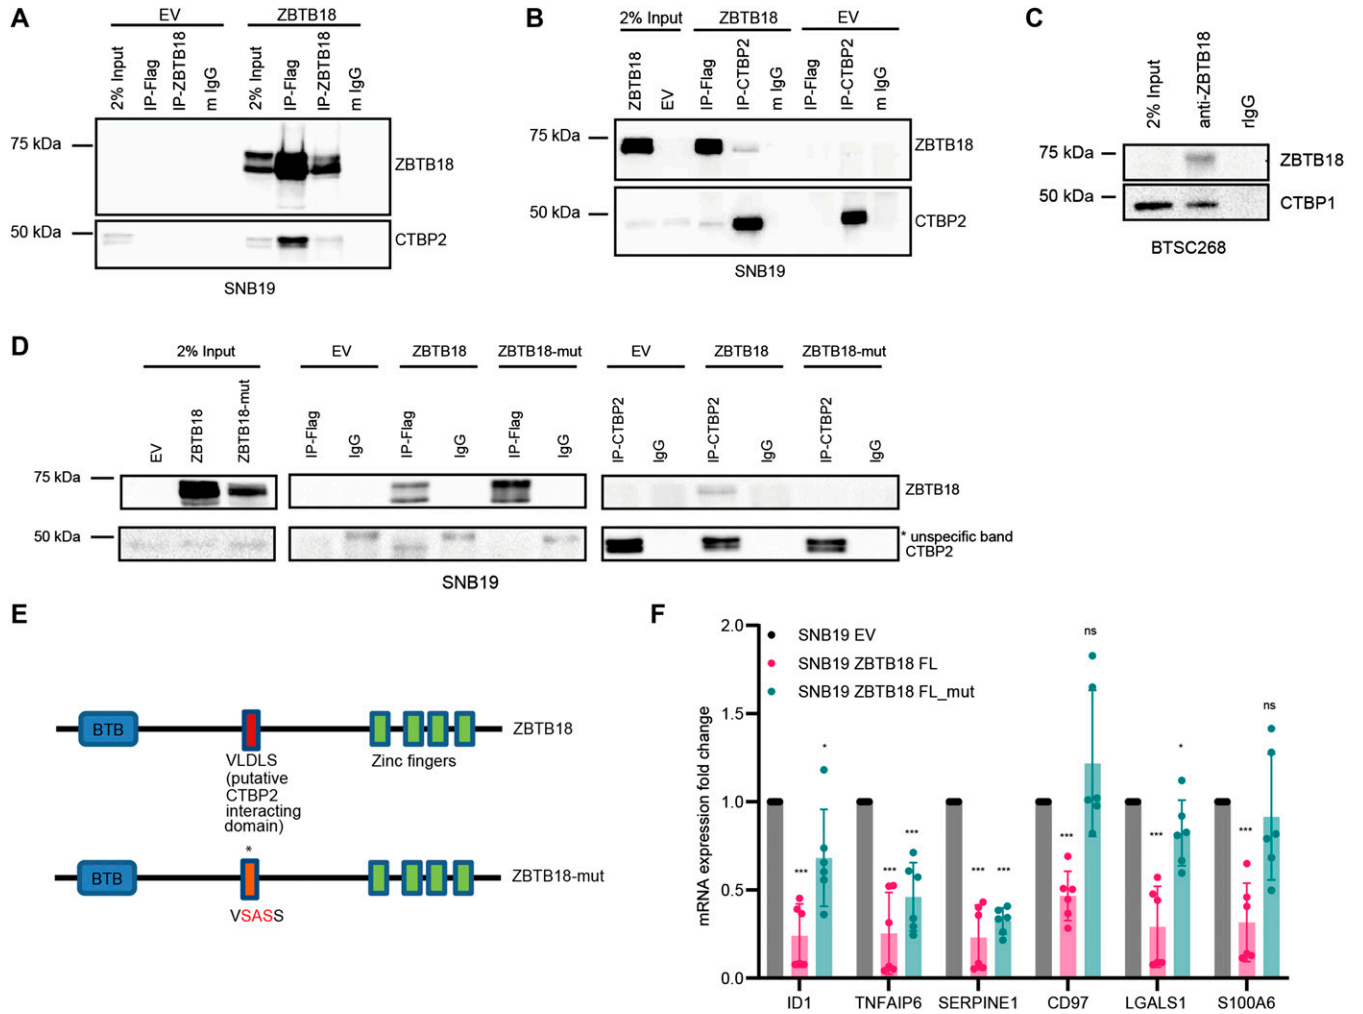 A
EV
ZBTB18
2% Input
IP-Flag
IP-ZBTB18
m IgG
2% Input
IP-Flag
IP-ZBTB18
m IgG
75 kDa
ZBTB18
50 kDa
CTBP2
SNB19
B
2% Input
ZBTB18
EV
ZBTB18
EV
IP-Flag
IP-CTBP2
m IgG
IP-Flag
IP-CTBP2
m IgG
75 kDa
ZBTB18
50 kDa
CTBP2
SNB19
C
2% Input
anti-ZBTB18
rIgG
75 kDa
ZBTB18
50 kDa
CTBP1
BTSC268
D
2% Input
EV
ZBTB18
ZBTB18-mut
EV
ZBTB18
ZBTB18-mut
EV
ZBTB18
ZBTB18-mut
IP-Flag
IgG
IP-Flag
IgG
IP-Flag
IgG
IP-CTBP2
IgG
IP-CTBP2
IgG
IP-CTBP2
IgG
75 kDa
ZBTB18
50 kDa
* unspecific band
CTBP2
SNB19
E
BTB
ZBTB18
VLDLS
(putative
CTBP2
interacting
domain)
Zinc fingers
*
BTB
ZBTB18-mut
VSASS
F
mRNA expression fold change
2.0
1.5
1.0
0.5
0.0
SNB19 EV
SNB19 ZBTB18 FL
SNB19 ZBTB18 FL_mut
***
*
***
***
***
***
***
ns
***
*
***
ns
ID1
TNFAIP6
SERPINE1
CD97
LGALS1
S100A6